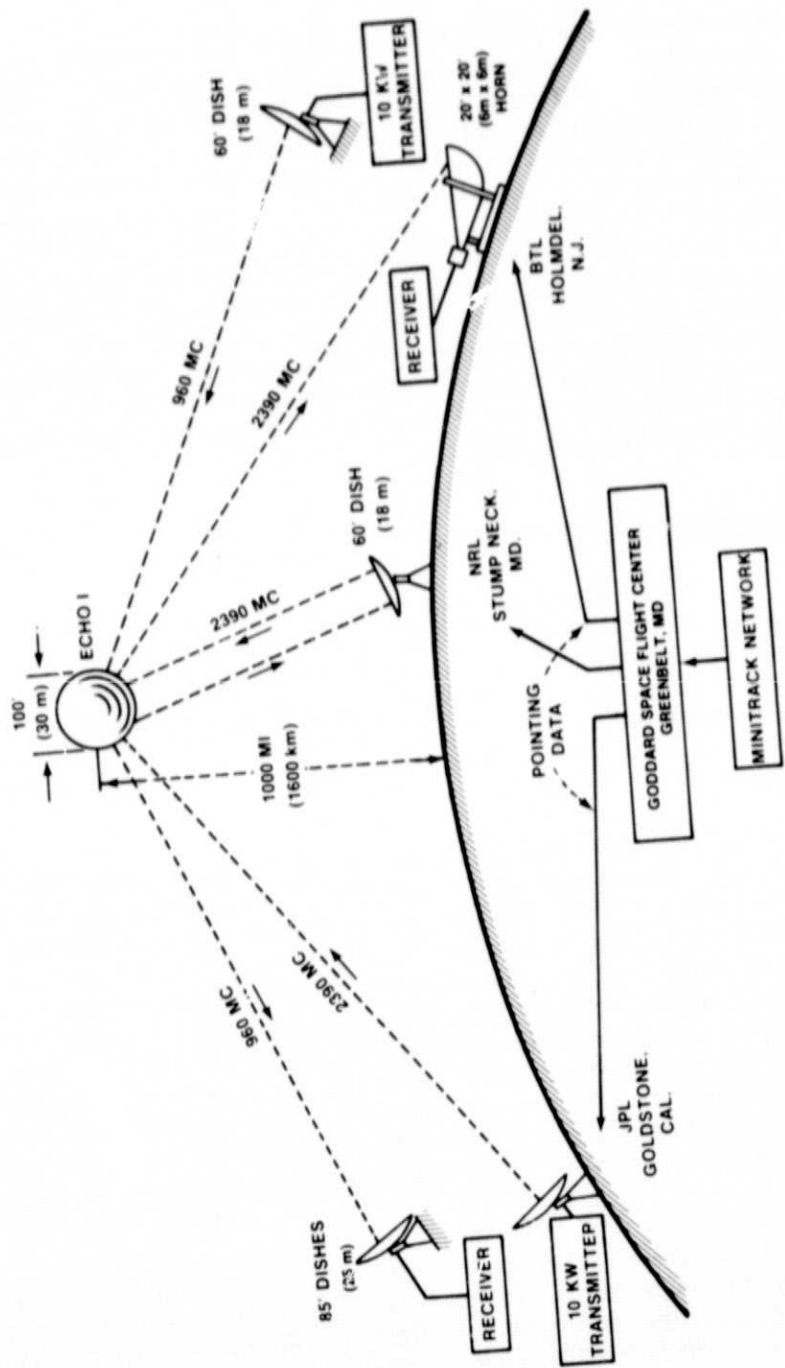 100'
(30 m)
ECHO I
960 MC
2390 MC
60' DISH
(18 m)
10 KW
TRANSMITTER
20' x 20'
(6m x 6m)
HORN
RECEIVER
2390 MC
60' DISH
(18 m)
1000 MI
(1600 km)
960 MC
2390 MC
85' DISHES
(25 m)
RECEIVER
10 KW
TRANSMITTER
JPL
GOLDSTONE.
CAL.
NRL
STUMP NECK.
MD.
BTL
HOLMDEL.
N.J.
POINTING
DATA
GODDARD SPACE FLIGHT CENTER
GREENBELT, MD
MINITRACK NETWORK